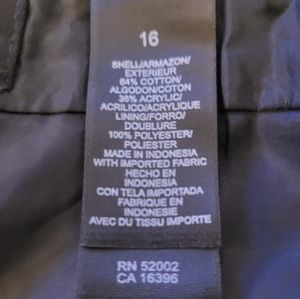 16
SHELL/ARMAZON/
EXTERIEUR
64% COTTON/
ALGODON/COTON
36% ACRYLIC/
ACRILICO/ACRYLIQUE
LINING/FORRO/
DOUBLURE
100% POLYESTER/
POLIESTER
MADE IN INDONESIA
WITH IMPORTED FABRIC
HECHO EN
INDONESIA
CON TELA IMPORTADA
FABRIQUE EN
INDONESIE
AVEC DU TISSU IMPORTE
RN 52002
CA 16396